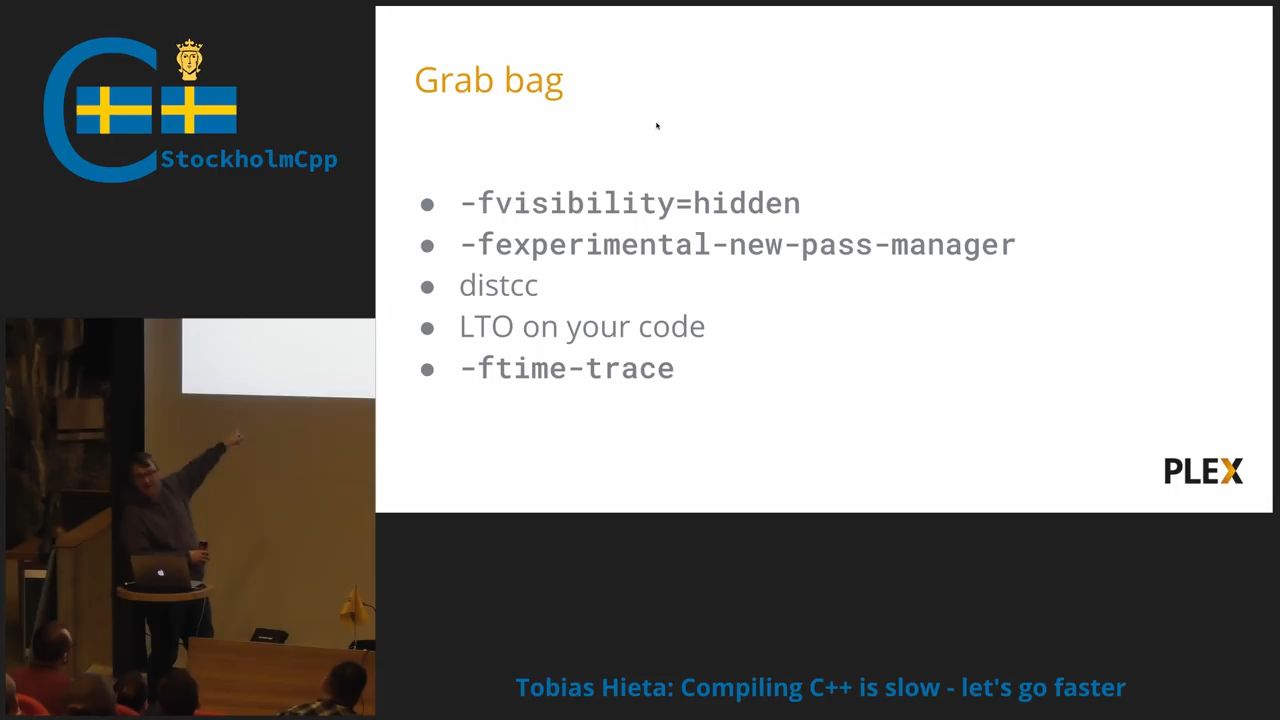 StockholmCpp
Grab bag
● -fvisibility=hidden
● -fexperimental-new-pass-manager
● distcc
● LTO on your code
● -ftime-trace
PLEX
Tobias Hieta: Compiling C++ is slow - let's go faster